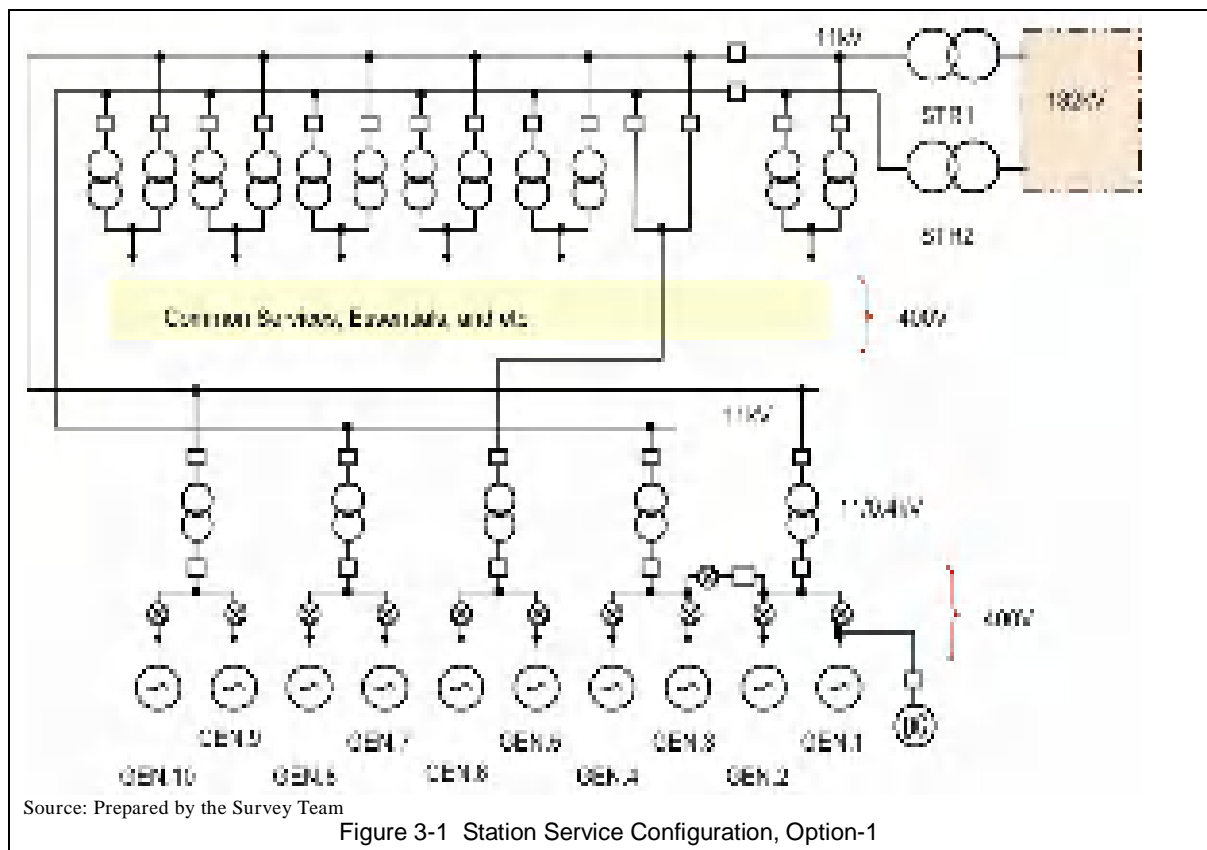 11kV
STR1
132kV
STR2
Common Services, Essentials, and etc
400V
11kV
11/0.4kV
400V
DG
GEN.9
GEN.7
GEN.5
GEN.3
GEN.1
GEN.10
GEN.8
GEN.6
GEN.4
GEN.2
Source: Prepared by the Survey Team
Figure 3-1 Station Service Configuration, Option-1